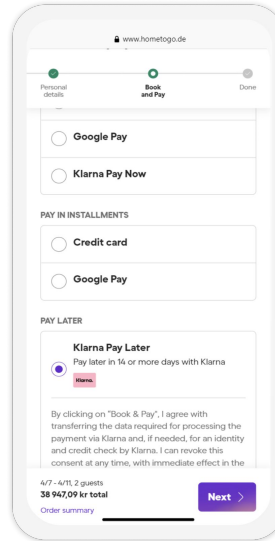 www.hometogo.de
Personal
details
Book
and Pay
Done
Google Pay
Klarna Pay Now
PAY IN INSTALLMENTS
Credit card
Google Pay
PAY LATER
Klarna Pay Later
Pay later in 14 or more days with Klarna
Klarna.
By clicking on "Book & Pay", I agree with
transferring the data required for processing the
payment via Klarna and, if needed, for an identity
and credit check by Klarna. I can revoke this
consent at any time, with immediate effect in the
4/7 - 4/11, 2 guests
38 947,09 kr total
Order summary
Next